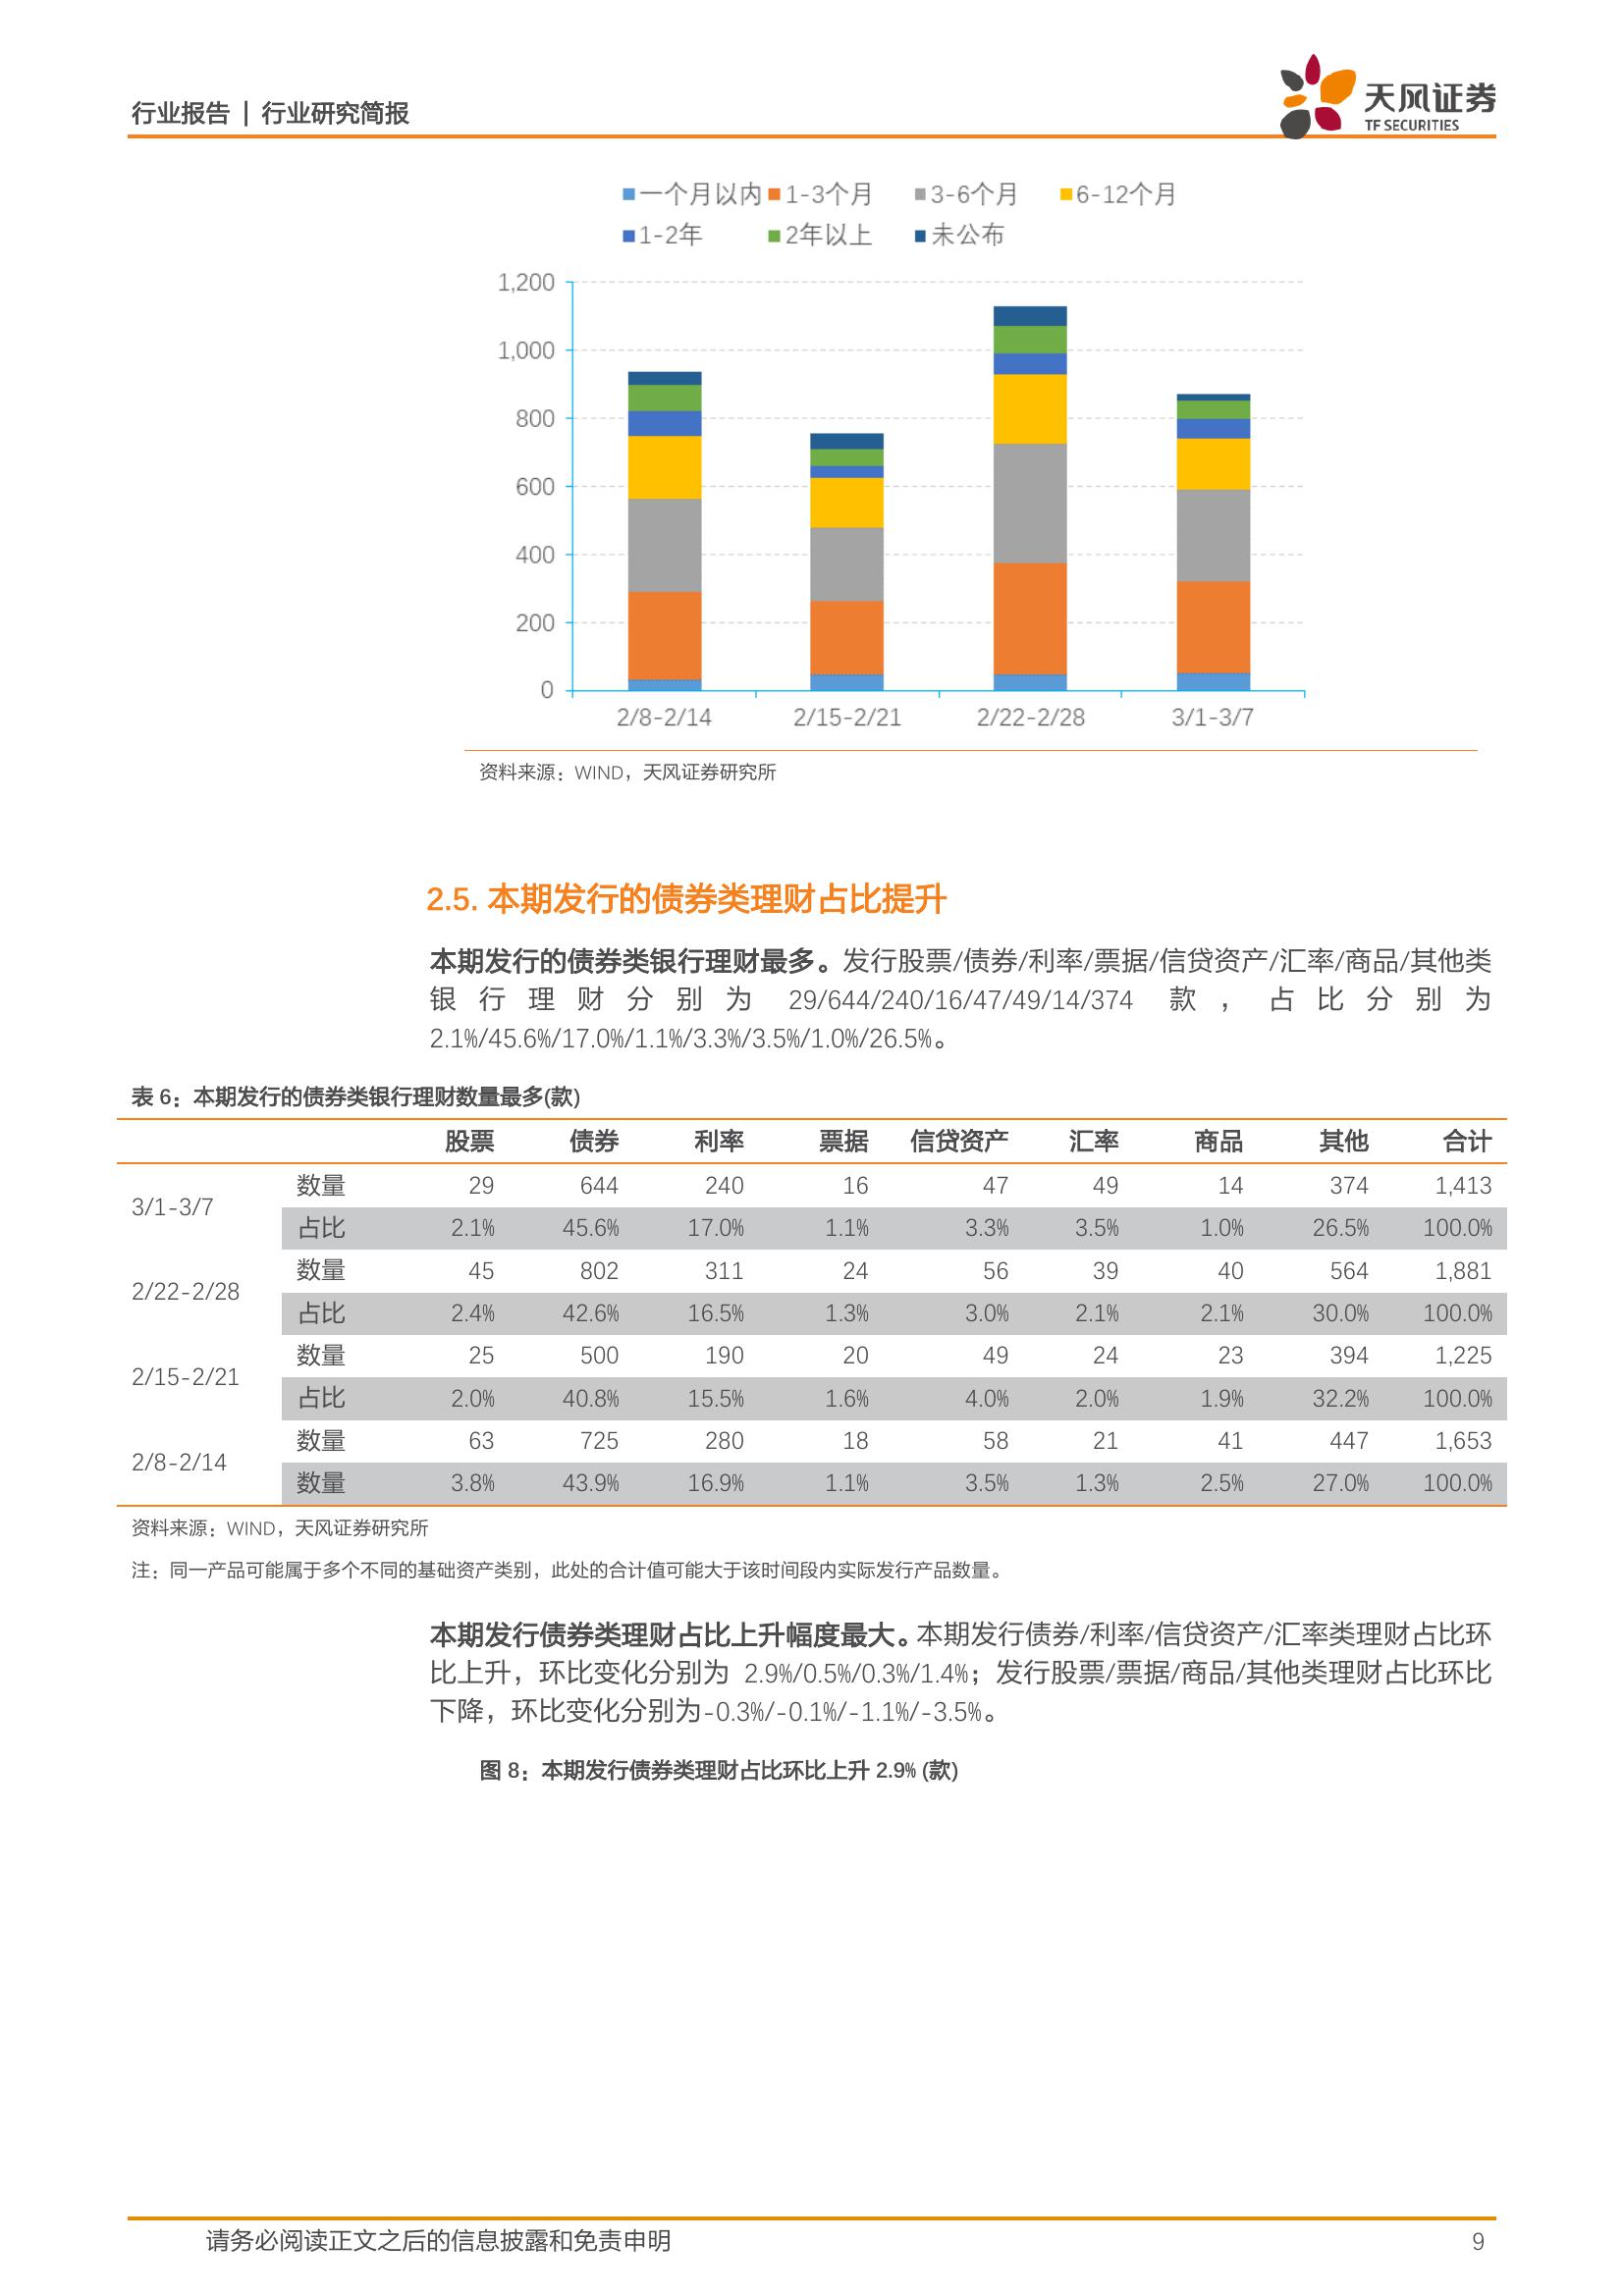 行业报告 | 行业研究简报
天风证券
TF SECURITIES
一个月以内 1-3个月 3-6个月 6-12个月
1-2年 2年以上 未公布
1,200
1,000
800
600
400
200
0
2/8-2/14 2/15-2/21 2/22-2/28 3/1-3/7
资料来源：WIND，天风证券研究所
2.5. 本期发行的债券类理财占比提升
本期发行的债券类银行理财最多。发行股票/债券/利率/票据/信贷资产/汇率/商品/其他类
银行理财分别为 29/644/240/16/47/49/14/374 款，占比分别为
2.1%/45.6%/17.0%/1.1%/3.3%/3.5%/1.0%/26.5%。
表 6：本期发行的债券类银行理财数量最多(款)
股票 债券 利率 票据 信贷资产 汇率 商品 其他 合计
3/1-3/7
数量 29 644 240 16 47 49 14 374 1,413
占比 2.1% 45.6% 17.0% 1.1% 3.3% 3.5% 1.0% 26.5% 100.0%
2/22-2/28
数量 45 802 311 24 56 39 40 564 1,881
占比 2.4% 42.6% 16.5% 1.3% 3.0% 2.1% 2.1% 30.0% 100.0%
2/15-2/21
数量 25 500 190 20 49 24 23 394 1,225
占比 2.0% 40.8% 15.5% 1.6% 4.0% 2.0% 1.9% 32.2% 100.0%
2/8-2/14
数量 63 725 280 18 58 21 41 447 1,653
数量 3.8% 43.9% 16.9% 1.1% 3.5% 1.3% 2.5% 27.0% 100.0%
资料来源：WIND，天风证券研究所
注：同一产品可能属于多个不同的基础资产类别，此处的合计值可能大于该时间段内实际发行产品数量。
本期发行债券类理财占比上升幅度最大。本期发行债券/利率/信贷资产/汇率类理财占比环
比上升，环比变化分别为 2.9%/0.5%/0.3%/1.4%；发行股票/票据/商品/其他类理财占比环比
下降，环比变化分别为-0.3%/-0.1%/-1.1%/-3.5%。
图 8：本期发行债券类理财占比环比上升 2.9% (款)
请务必阅读正文之后的信息披露和免责申明 9